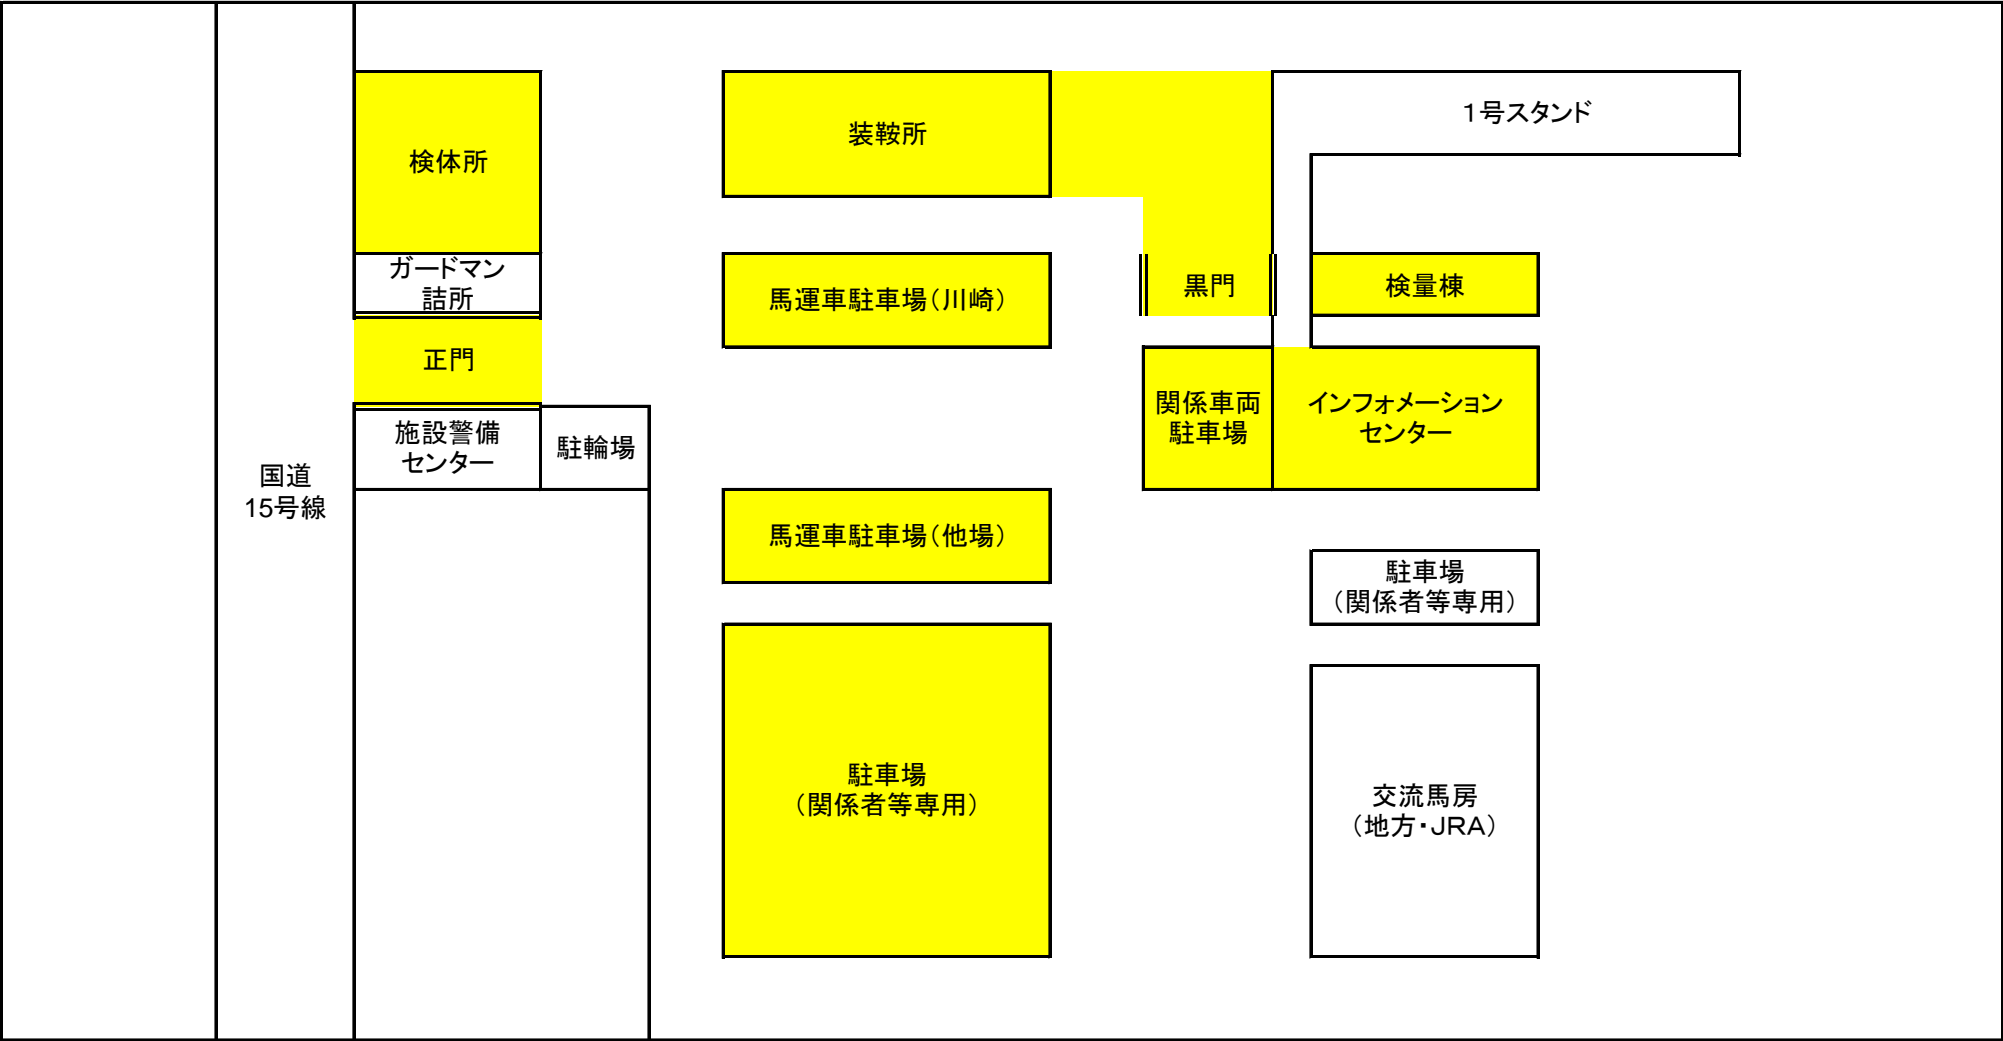 1号スタンド
装鞍所
検体所
ガードマン
詰所
馬運車駐車場(川崎)
黒門
検量棟
正門
関係車両
駐車場
インフォメーション
センター
施設警備
センター
駐輪場
国道
15号線
馬運車駐車場(他場)
駐車場
(関係者等専用)
駐車場
(関係者等専用)
交流馬房
(地方・JRA)